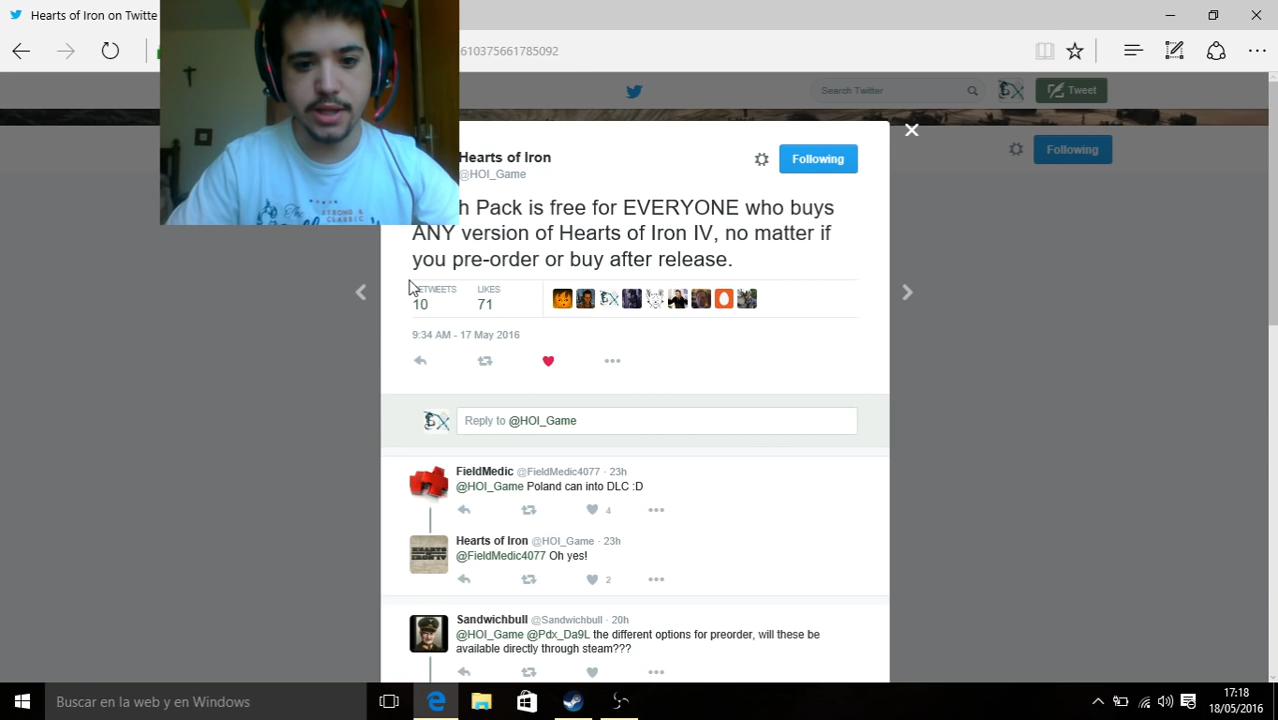 Hearts of Iron on Twitte
610375661785092
Search Twitter
Tweet
Hearts of Iron
@HOI_Game
Following
Following
h Pack is free for EVERYONE who buys
ANY version of Hearts of Iron IV, no matter if
you pre-order or buy after release.
RETWEETS LIKES
10 71
9:34 AM - 17 May 2016
Reply to @HOI_Game
FieldMedic @FieldMedic4077 · 23h
@HOI_Game Poland can into DLC :D
4
Hearts of Iron @HOI_Game · 23h
@FieldMedic4077 Oh yes!
2
Sandwichbull @Sandwichbull · 20h
@HOI_Game @Pdx_Da9L the different options for preorder, will these be
available directly through steam???
Buscar en la web y en Windows
17:18
18/05/2016